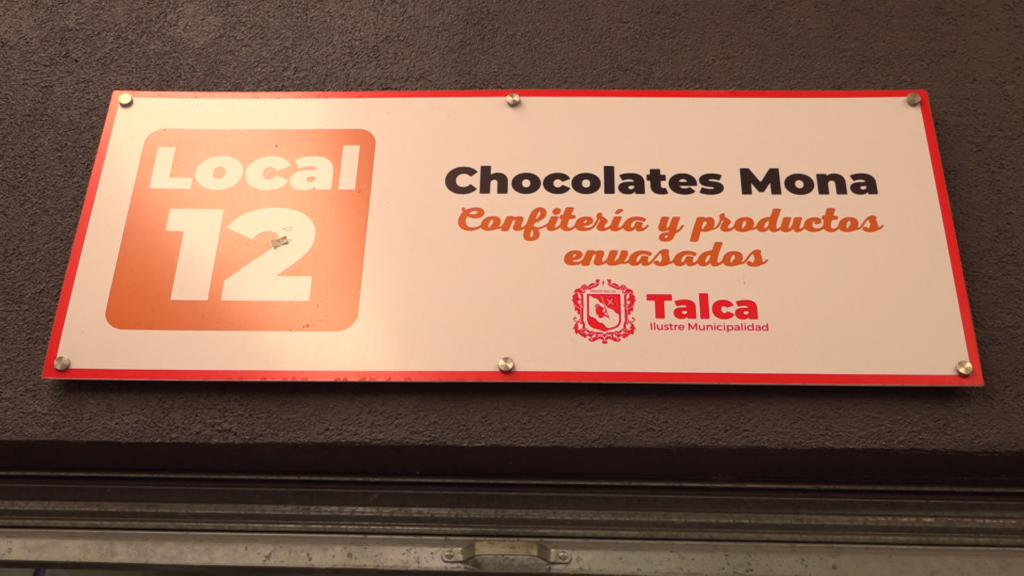 Local
12
Chocolates Mona
Confitería y productos
envasados
Talca
Ilustre Municipalidad